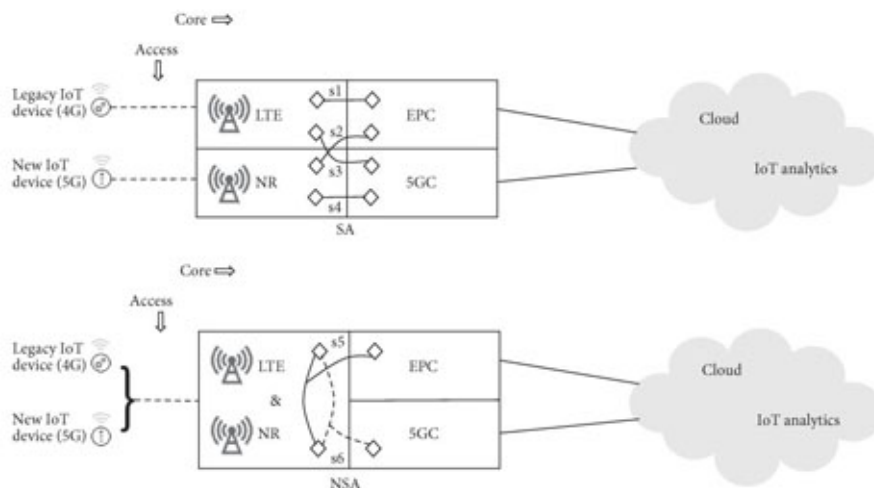 Core
Access
Legacy IoT
device (4G)
LTE
s1
EPC
s2
Cloud
IoT analytics
New IoT
device (5G)
NR
s3
5GC
s4
SA
Core
Access
Legacy IoT
device (4G)
LTE
s5
EPC
Cloud
&
IoT analytics
New IoT
device (5G)
NR
5GC
s6
NSA